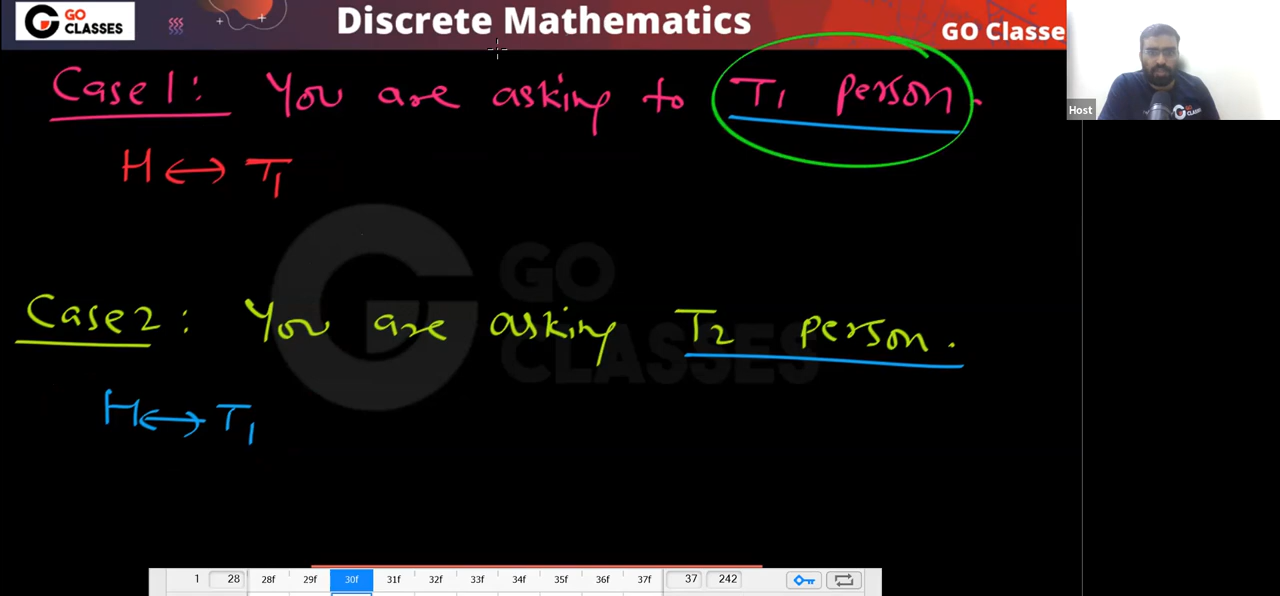 GO CLASSES
Discrete Mathematics
GO Classe
Host
Case 1 : You are asking to T1 person.
H ↔ T1
GO CLASSES
Case 2 : You are asking T2 person.
H ↔ T1
1 28 28f 29f 30f 31f 32f 33f 34f 35f 36f 37f 37 242